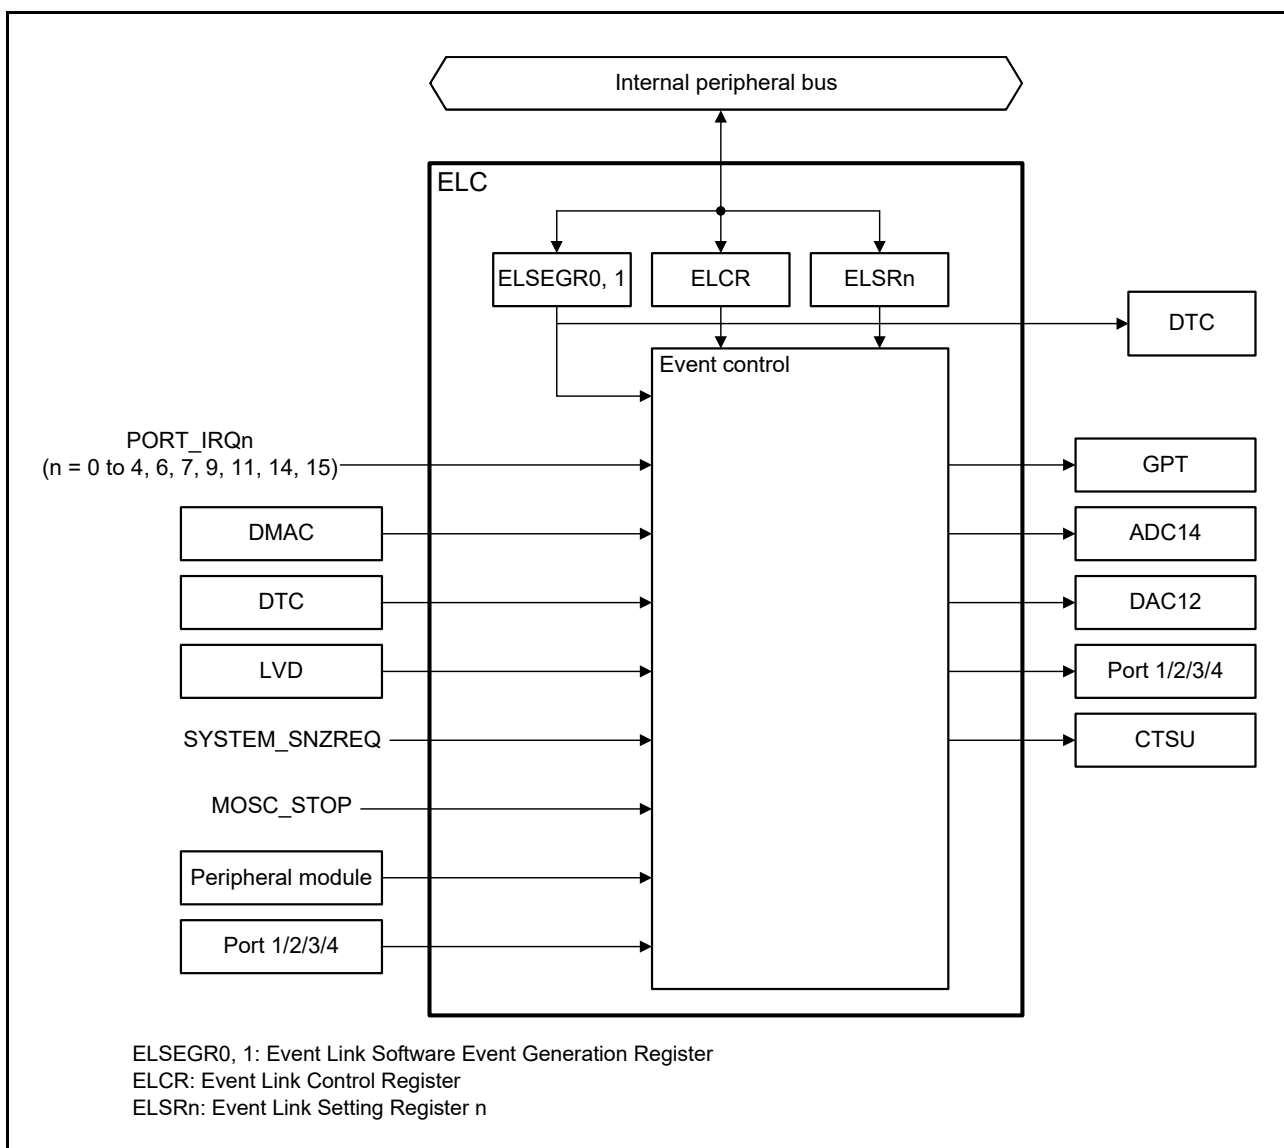 Internal peripheral bus
ELC
ELSEGR0, 1
ELCR
ELSRn
DTC
Event control
PORT_IRQn
(n = 0 to 4, 6, 7, 9, 11, 14, 15)
GPT
DMAC
ADC14
DTC
DAC12
LVD
Port 1/2/3/4
SYSTEM_SNZREQ
CTSU
MOSC_STOP
Peripheral module
Port 1/2/3/4
ELSEGR0, 1: Event Link Software Event Generation Register
ELCR: Event Link Control Register
ELSRn: Event Link Setting Register n